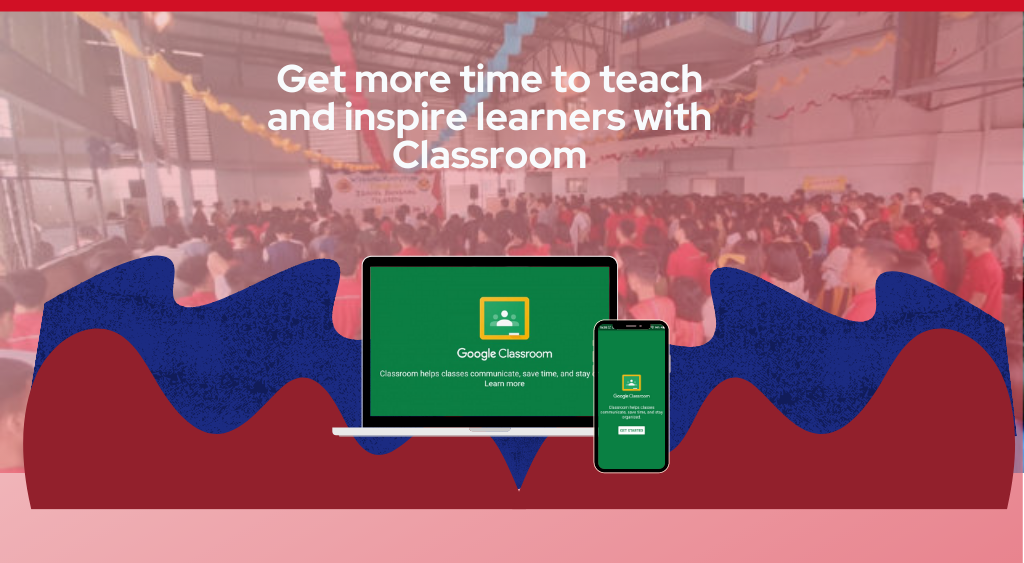 Get more time to teach
and inspire learners with
Classroom
Google Classroom
Classroom helps classes communicate, save time, and stay
Learn more
Google Classroom
Classroom helps classes
communicate, save time, and stay
organized
GET STARTED